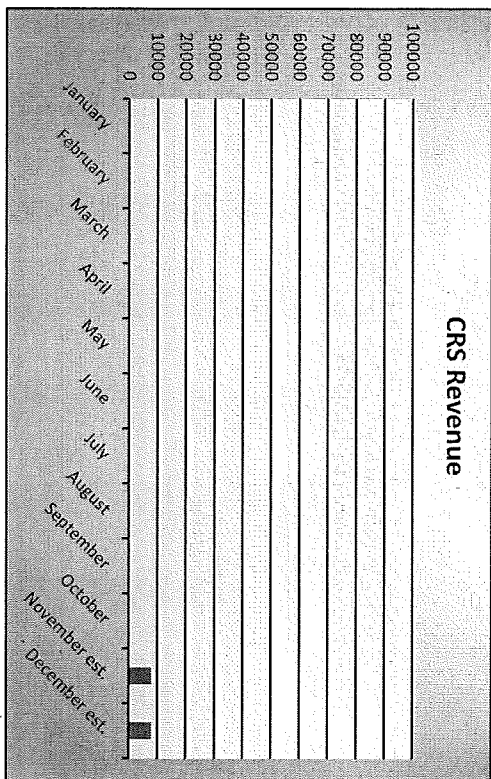 CRS Revenue
100000
90000
80000
70000
60000
50000
40000
30000
20000
10000
0
January
February
March
April
May
June
July
August
September
October
November est.
December est.